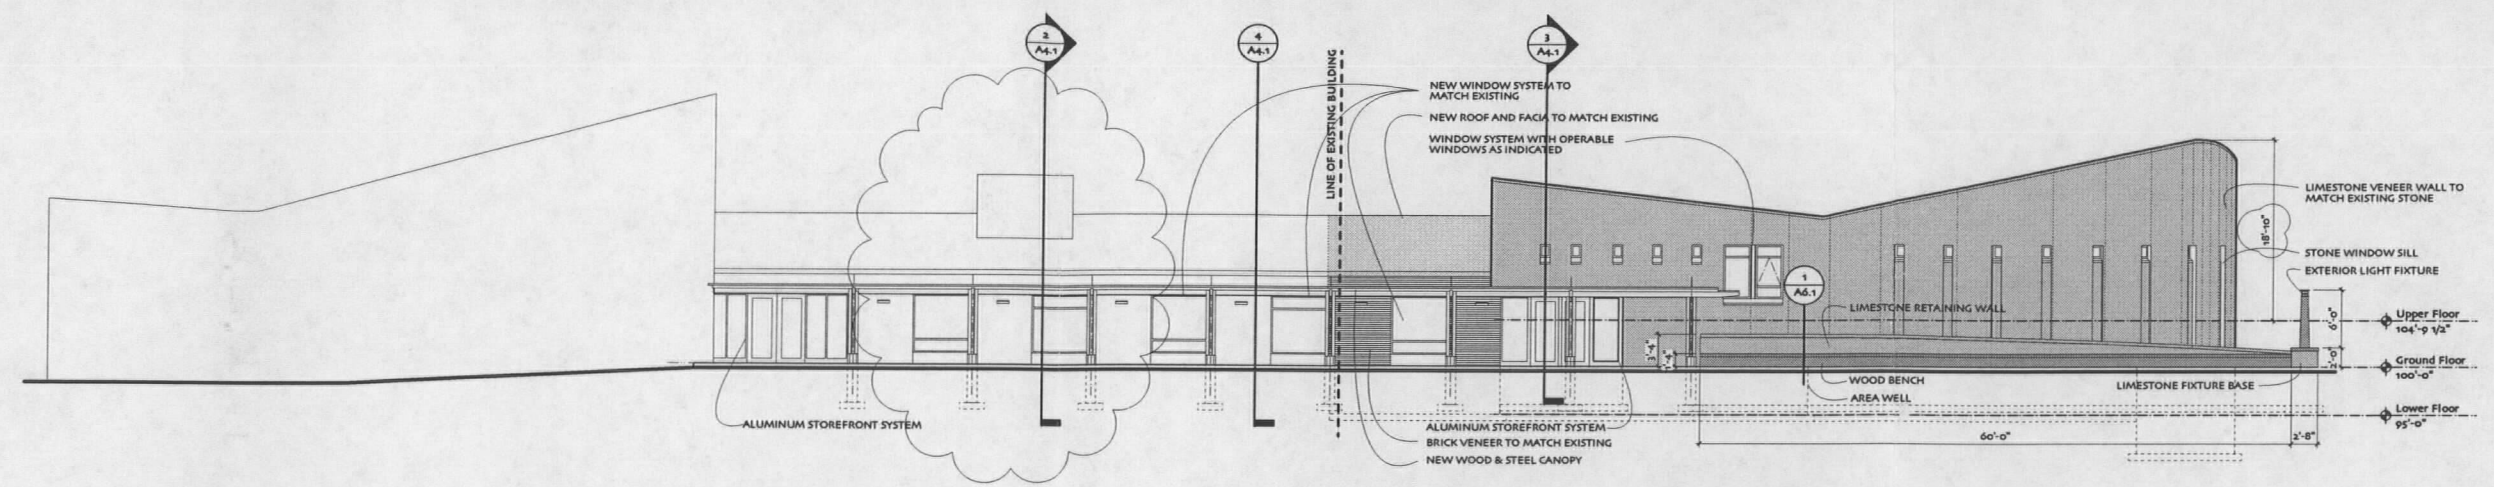 2
A4.1
4
A4.1
3
A4.1
LINE OF EXISTING BUILDING
NEW WINDOW SYSTEM TO
MATCH EXISTING
NEW ROOF AND FACIA TO MATCH EXISTING
WINDOW SYSTEM WITH OPERABLE
WINDOWS AS INDICATED
LIMESTONE VENEER WALL TO
MATCH EXISTING STONE
18'-10"
STONE WINDOW SILL
EXTERIOR LIGHT FIXTURE
1
A6.1
LIMESTONE RETAINING WALL
6'-0"
Upper Floor
104'-9 1/2"
3'-4"
1'-4"
2'-0"
Ground Floor
100'-0"
WOOD BENCH
LIMESTONE FIXTURE BASE
AREA WELL
Lower Floor
95'-0"
ALUMINUM STOREFRONT SYSTEM
ALUMINUM STOREFRONT SYSTEM
BRICK VENEER TO MATCH EXISTING
NEW WOOD & STEEL CANOPY
60'-0"
2'-8"